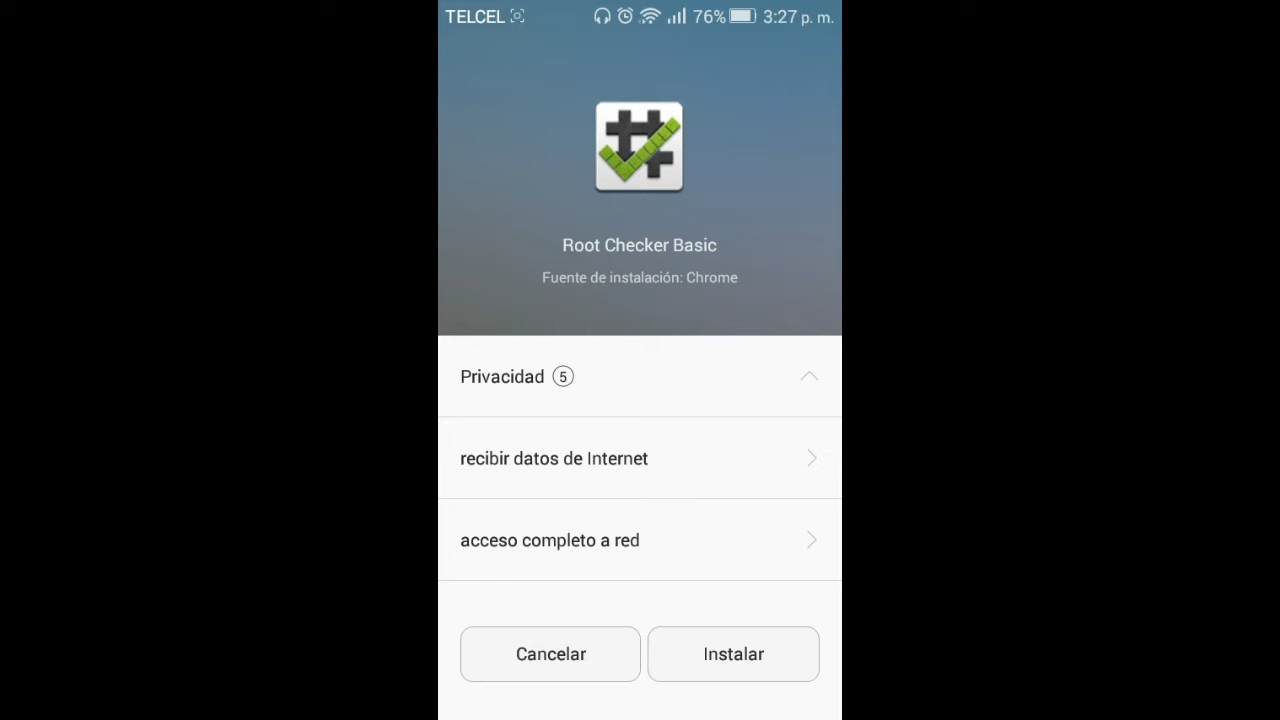 TELCEL 76% 3:27 p. m.
Root Checker Basic
Fuente de instalación: Chrome
Privacidad 5
recibir datos de Internet
acceso completo a red
Cancelar Instalar